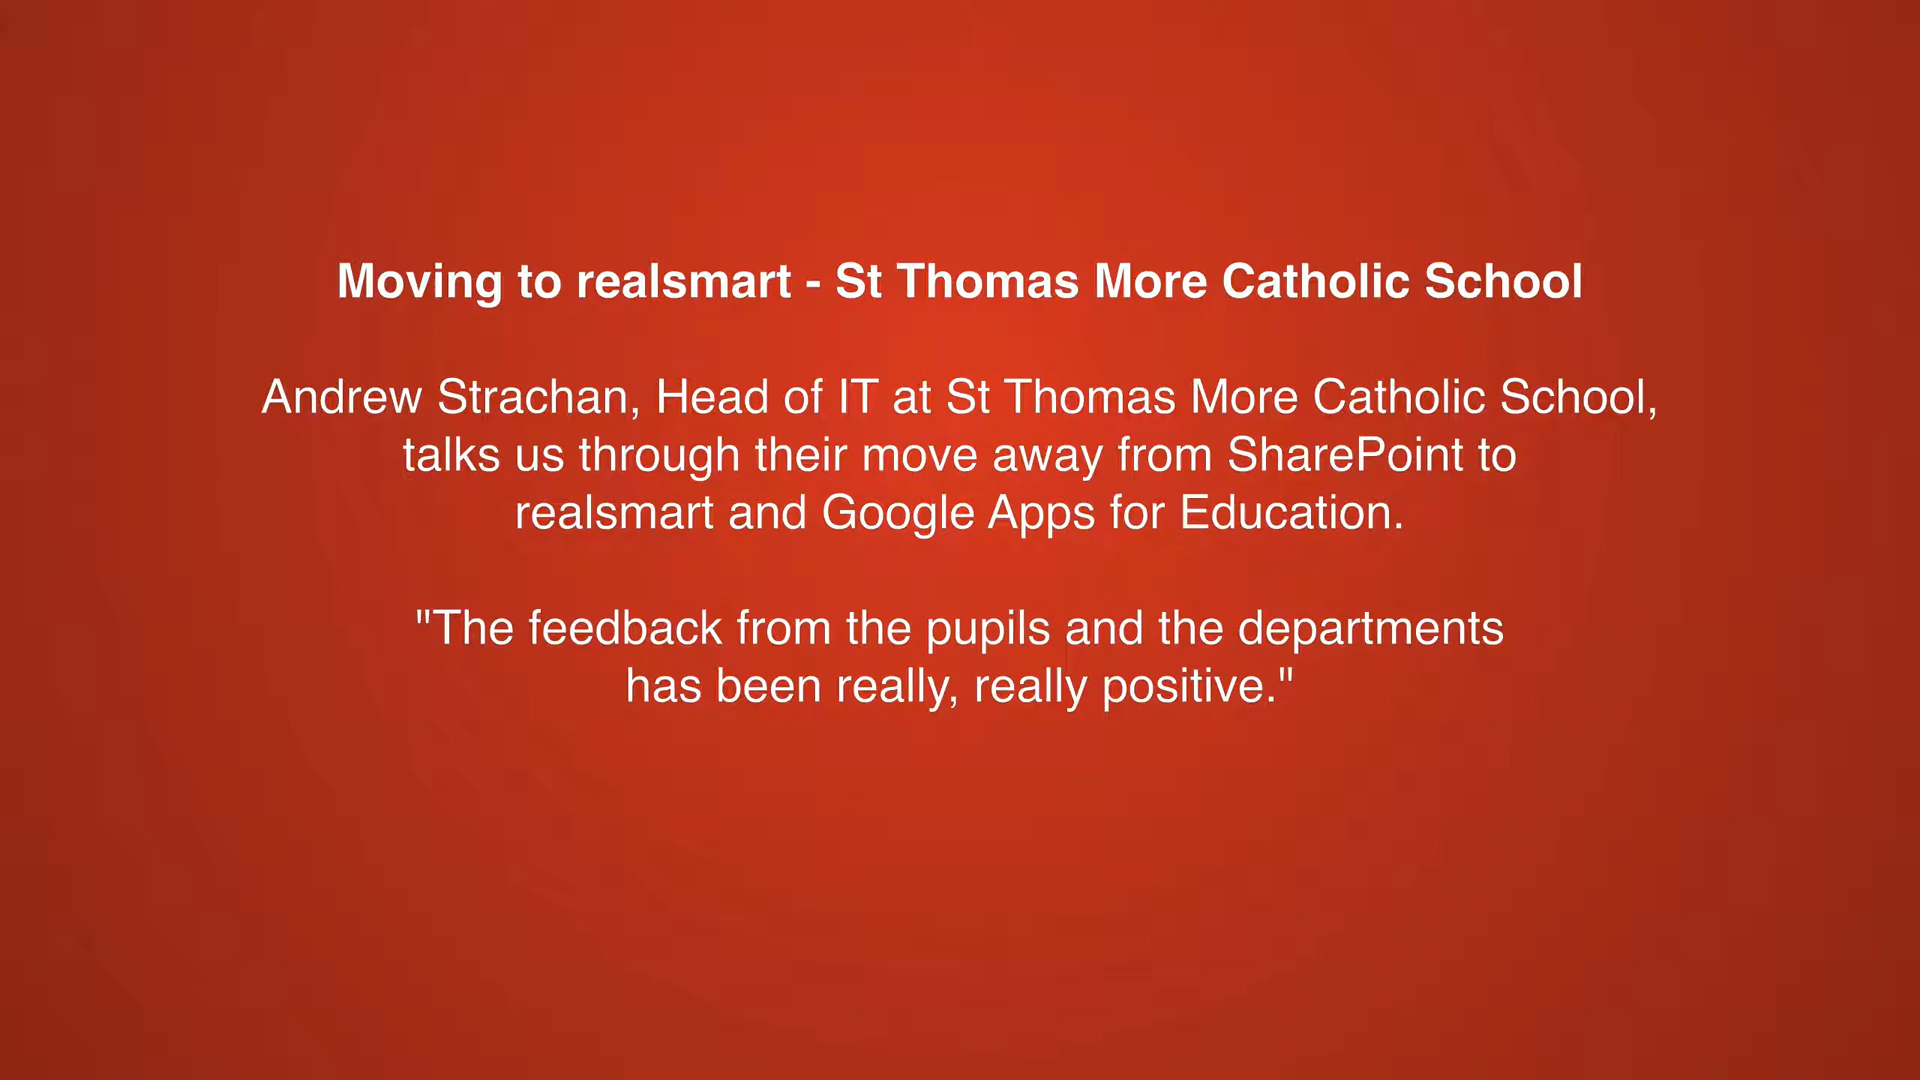 Moving to realsmart - St Thomas More Catholic School
Andrew Strachan, Head of IT at St Thomas More Catholic School,
talks us through their move away from SharePoint to
realsmart and Google Apps for Education.
"The feedback from the pupils and the departments
has been really, really positive."